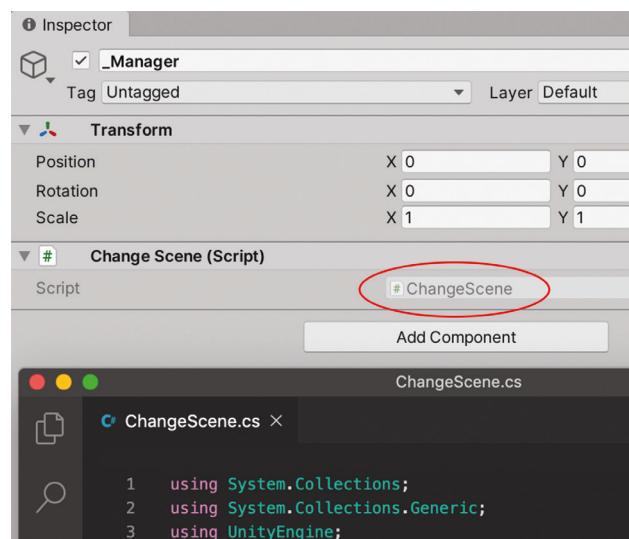 Inspector
_Manager
Tag Untagged Layer Default
Transform
Position X 0 Y 0
Rotation X 0 Y 0
Scale X 1 Y 1
# Change Scene (Script)
Script # ChangeScene
Add Component
ChangeScene.cs
C# ChangeScene.cs ×
1 using System.Collections;
2 using System.Collections.Generic;
3 using UnityEngine;